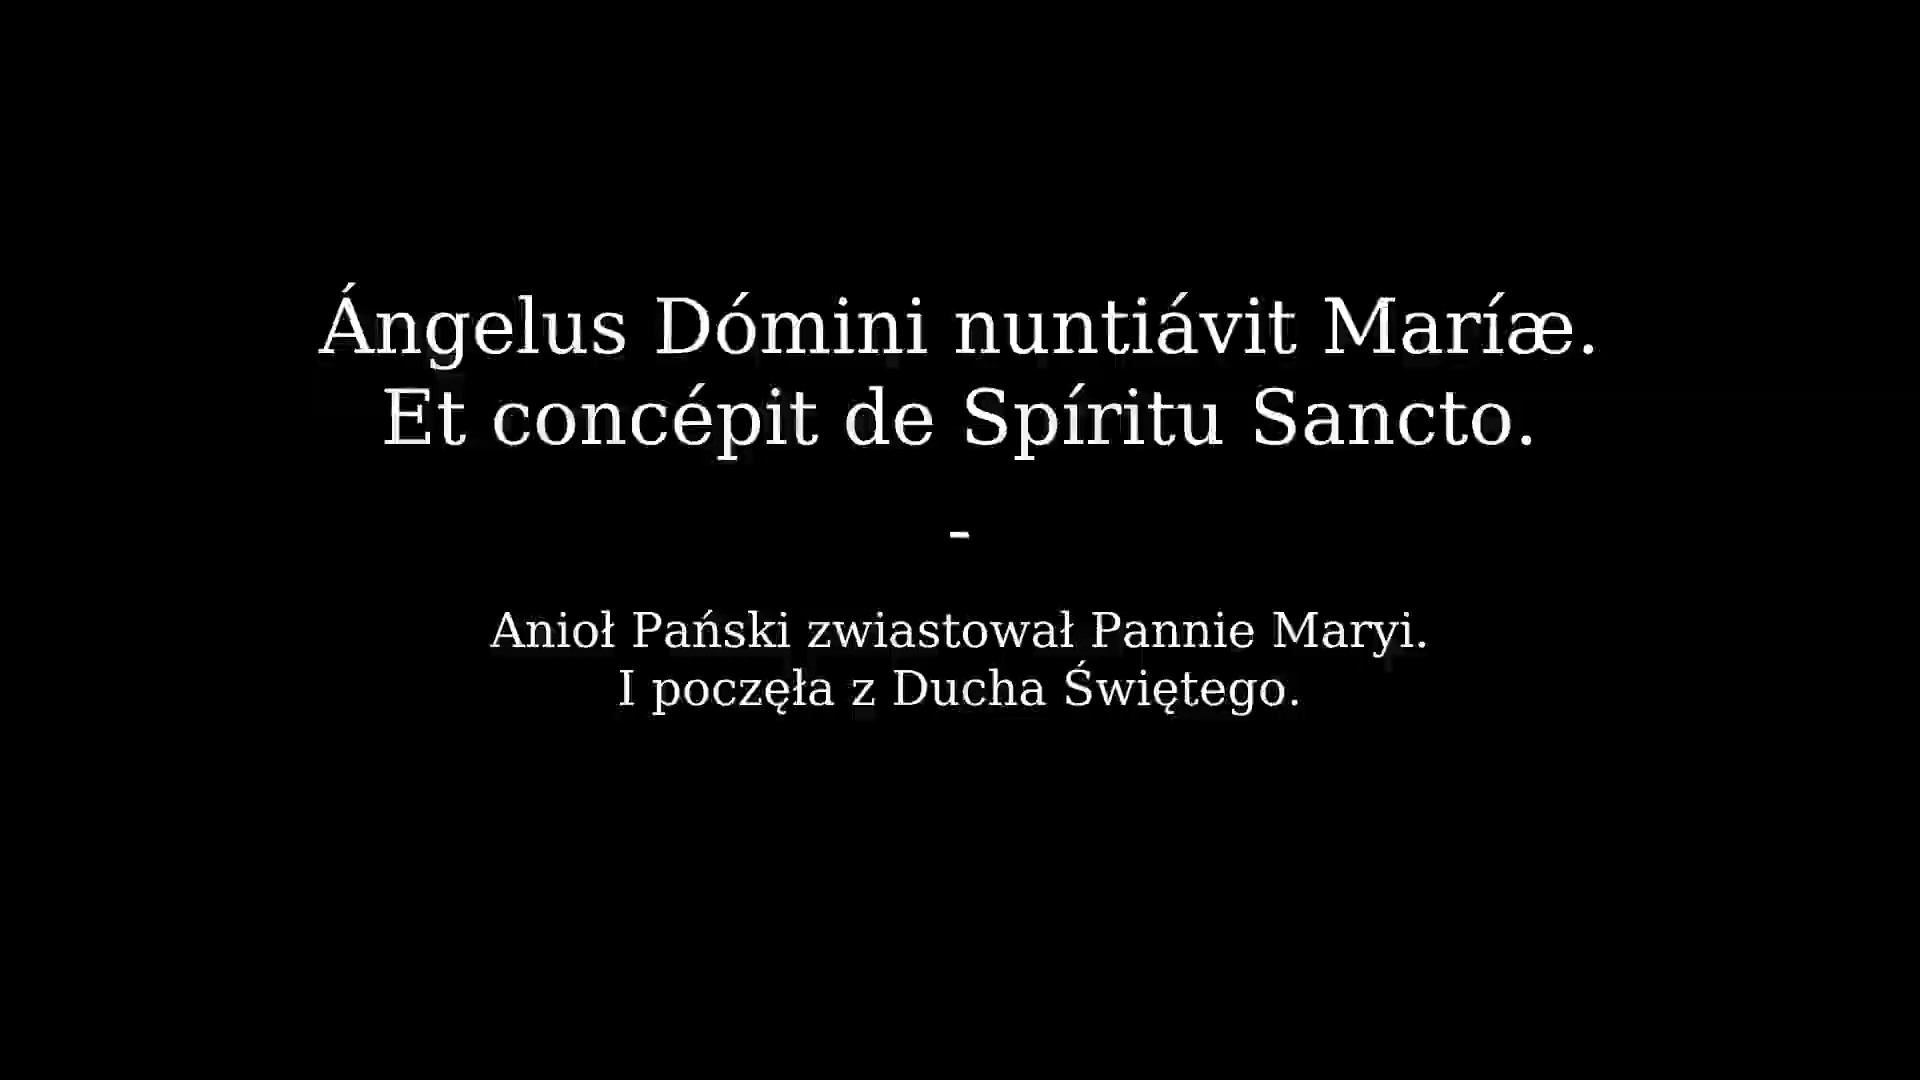 Ángelus Dómini nuntiávit Maríæ.
Et concépit de Spíritu Sancto.
-
Anioł Pański zwiastował Pannie Maryi.
I poczęła z Ducha Świętego.